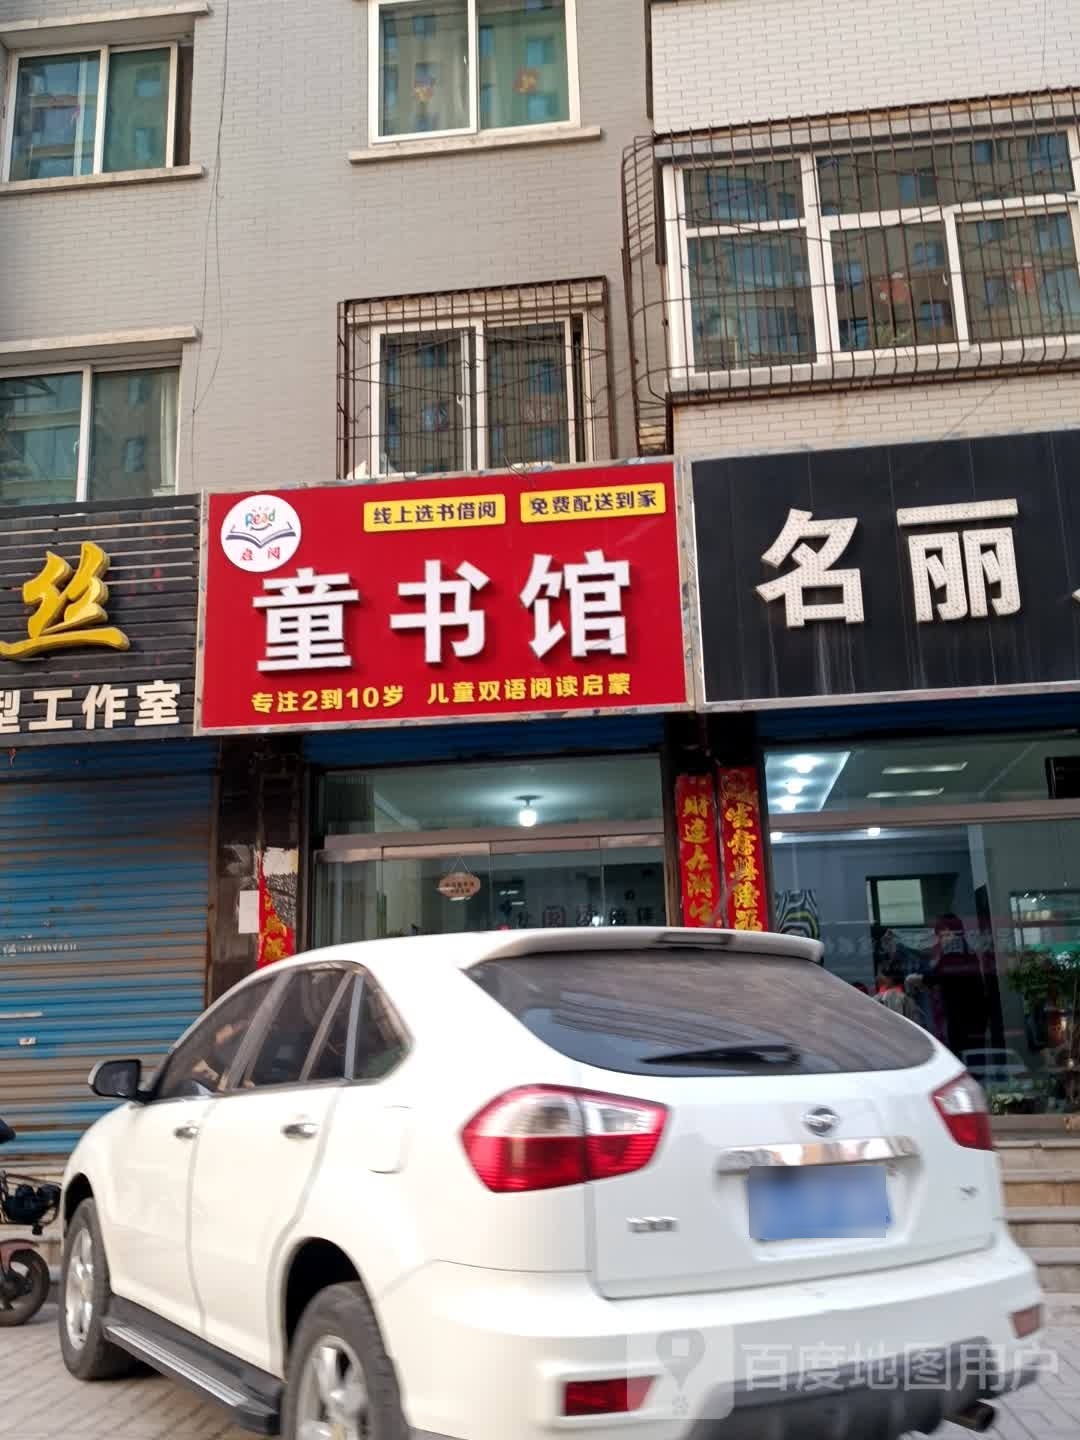 丝
型工作室
Read
启阅
线上选书借阅
免费配送到家
童书馆
专注2到10岁 儿童双语阅读启蒙
名丽
百度地图用户